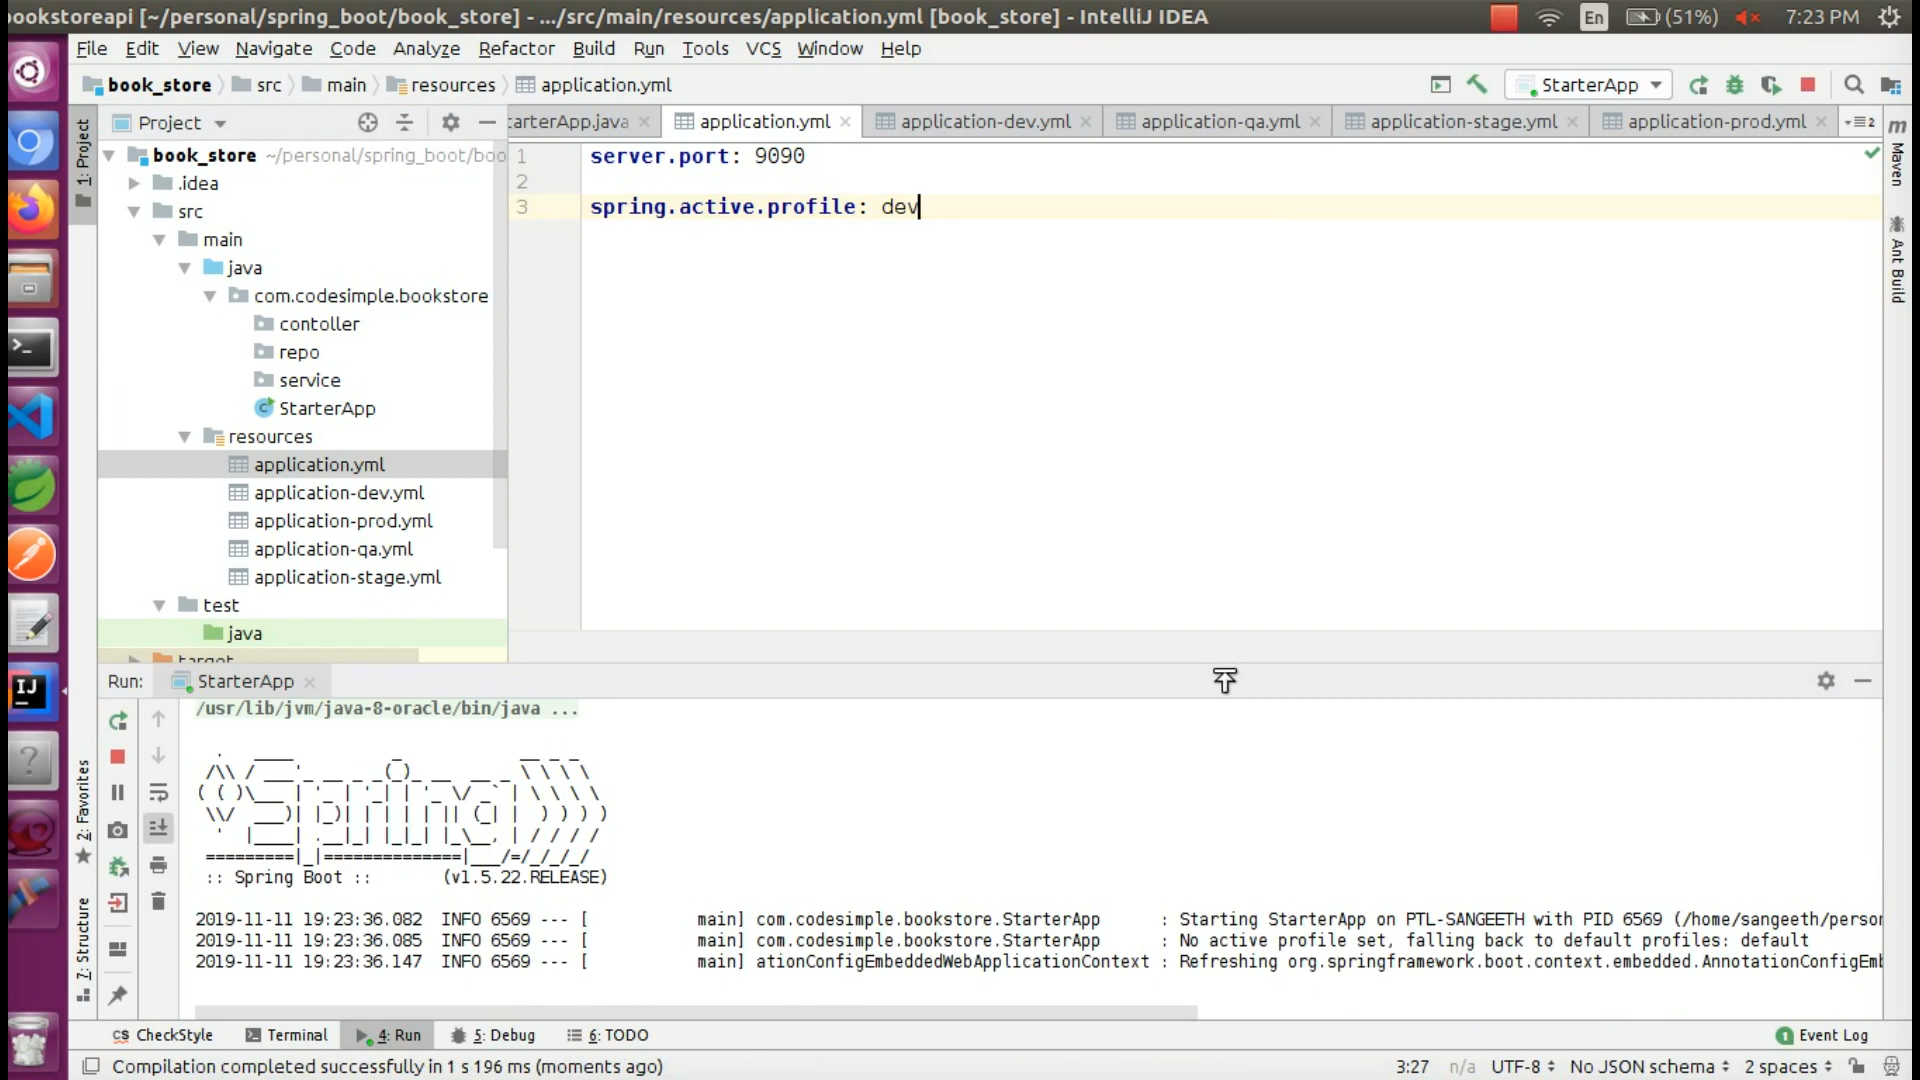 ookstoreapi [~/personal/spring_boot/book_store] - .../src/main/resources/application.yml [book_store] - IntelliJ IDEA
En
(51%)
7:23 PM
File Edit View Navigate Code Analyze Refactor Build Run Tools VCS Window Help
book_store src main resources application.yml
StarterApp
Project
arterApp.java
application.yml
application-dev.yml
application-qa.yml
application-stage.yml
application-prod.yml
2
1: Project
book_store ~/personal/spring_boot/boo
.idea
src
main
java
com.codesimple.bookstore
contoller
repo
service
StarterApp
resources
application.yml
application-dev.yml
application-prod.yml
application-qa.yml
application-stage.yml
test
java
target
1 server.port: 9090
2
3 spring.active.profile: dev
m
Maven
Ant Build
Run: StarterApp
/usr/lib/jvm/java-8-oracle/bin/java ...
Spring
:: Spring Boot :: (v1.5.22.RELEASE)
2019-11-11 19:23:36.082 INFO 6569 --- [ main] com.codesimple.bookstore.StarterApp : Starting StarterApp on PTL-SANGEETH with PID 6569 (/home/sangeeth/person
2019-11-11 19:23:36.085 INFO 6569 --- [ main] com.codesimple.bookstore.StarterApp : No active profile set, falling back to default profiles: default
2019-11-11 19:23:36.147 INFO 6569 --- [ main] ationConfigEmbeddedWebApplicationContext : Refreshing org.springframework.boot.context.embedded.AnnotationConfigEmb
2: Favorites
7: Structure
IJ
CS CheckStyle
Terminal
4: Run
5: Debug
6: TODO
1 Event Log
Compilation completed successfully in 1 s 196 ms (moments ago)
3:27 n/a UTF-8 No JSON schema 2 spaces